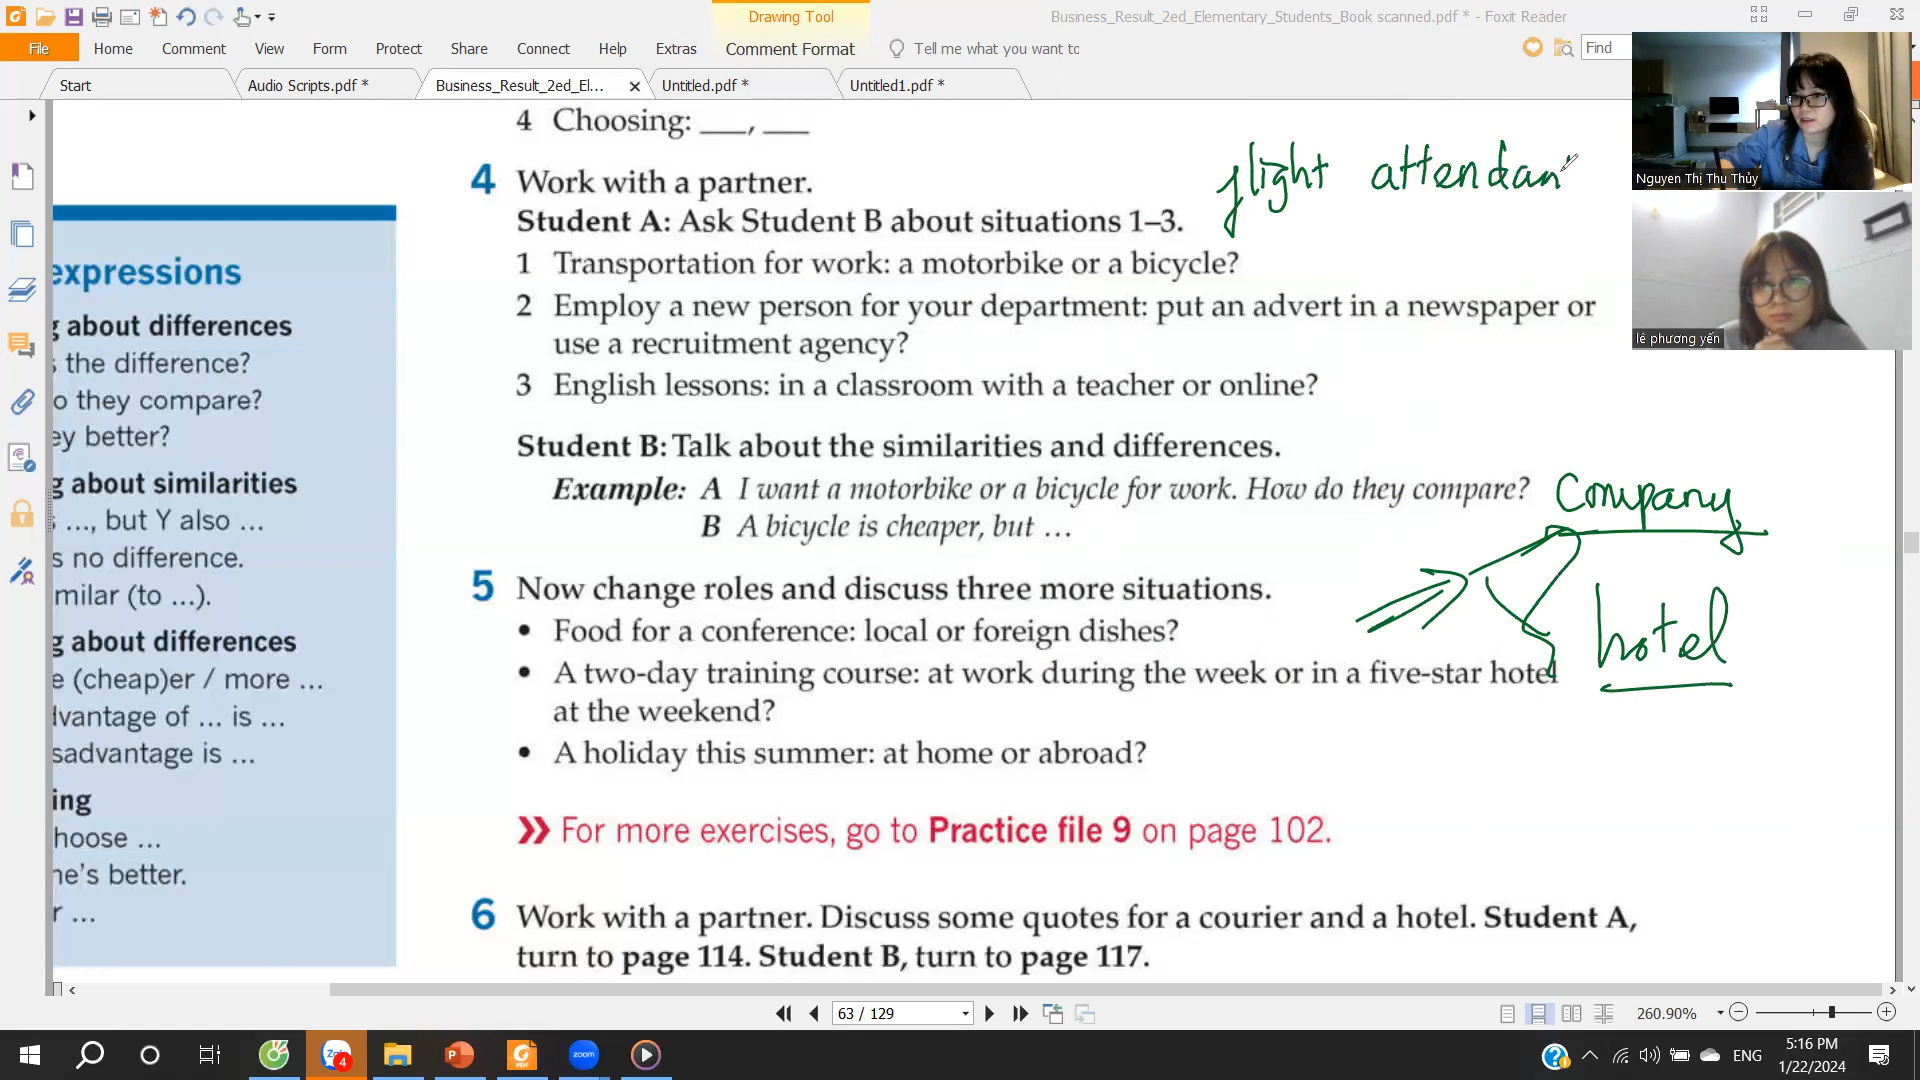 Drawing Tool
Business_Result_2ed_Elementary_Students_Book scanned.pdf * - Foxit Reader
File Home Comment View Form Protect Share Connect Help Extras Comment Format Tell me what you want to Find
Start Audio Scripts.pdf * Business_Result_2ed_El... Untitled.pdf * Untitled1.pdf *
4 Choosing: ___, ___
flight attendan
Nguyen Thị Thu Thủy
lê phương yến
4 Work with a partner.
Student A: Ask Student B about situations 1–3.
1 Transportation for work: a motorbike or a bicycle?
2 Employ a new person for your department: put an advert in a newspaper or
use a recruitment agency?
3 English lessons: in a classroom with a teacher or online?
Student B: Talk about the similarities and differences.
Example: A I want a motorbike or a bicycle for work. How do they compare?
B A bicycle is cheaper, but …
Company
hotel
5 Now change roles and discuss three more situations.
• Food for a conference: local or foreign dishes?
• A two-day training course: at work during the week or in a five-star hotel
at the weekend?
• A holiday this summer: at home or abroad?
For more exercises, go to Practice file 9 on page 102.
6 Work with a partner. Discuss some quotes for a courier and a hotel. Student A,
turn to page 114. Student B, turn to page 117.
expressions
g about differences
the difference?
o they compare?
ey better?
g about similarities
…, but Y also …
s no difference.
milar (to …).
g about differences
e (cheap)er / more …
dvantage of … is …
sadvantage is …
ing
hoose …
ne's better.
r …
63 / 129
260.90%
4
zoom
ENG
5:16 PM
1/22/2024